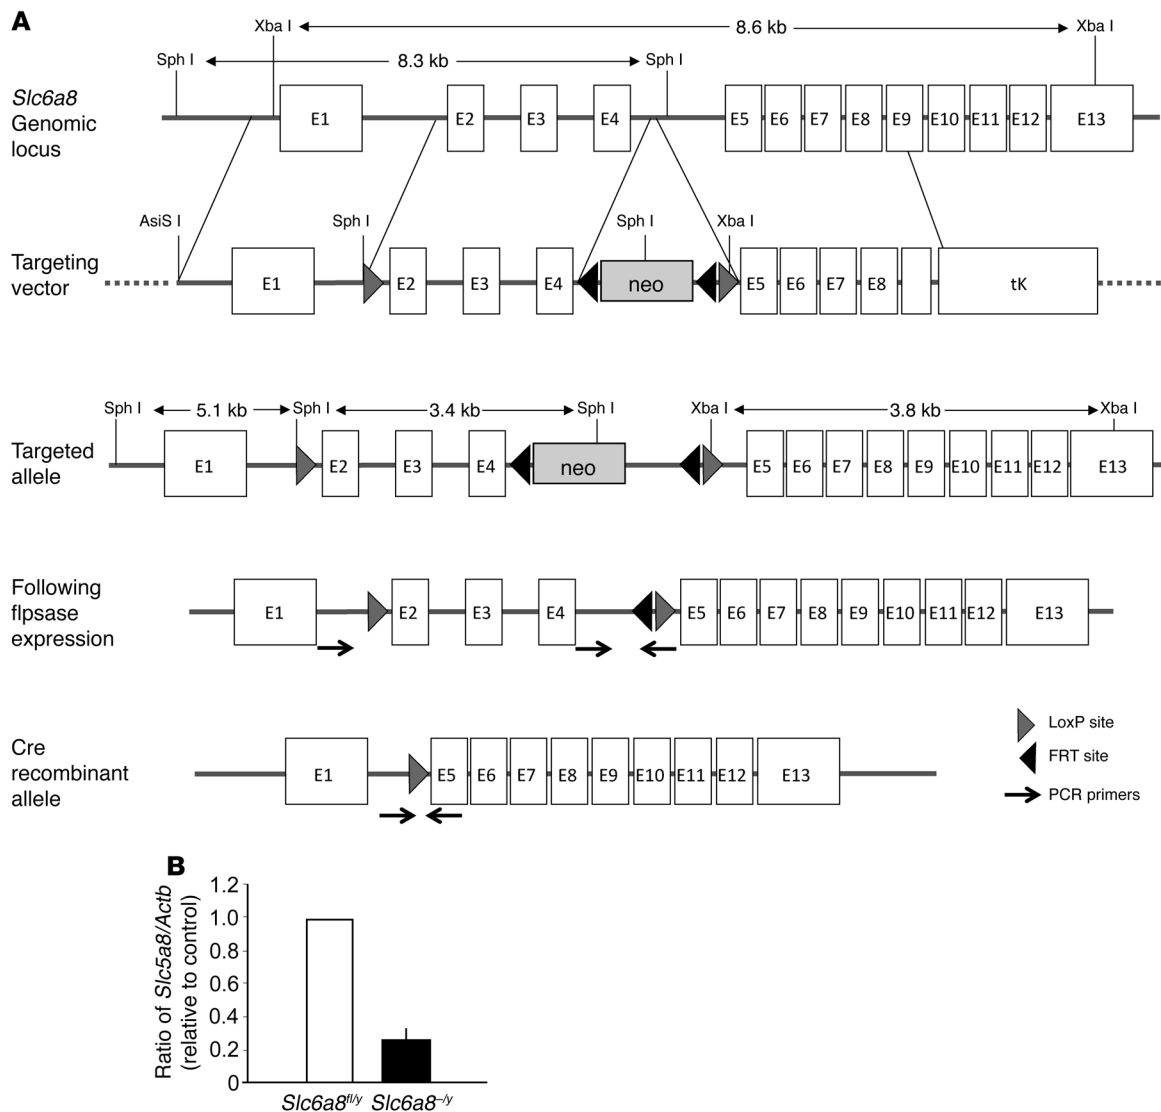 A
Xba I
8.6 kb
Xba I
Sph I
8.3 kb
Sph I
Slc6a8
Genomic
locus
E1
E2
E3
E4
E5
E6
E7
E8
E9
E10
E11
E12
E13
AsiS I
Sph I
Sph I
Xba I
Targeting
vector
E1
E2
E3
E4
neo
E5
E6
E7
E8
tK
Sph I
5.1 kb
Sph I
3.4 kb
Sph I
Xba I
3.8 kb
Xba I
Targeted
allele
E1
E2
E3
E4
neo
E5
E6
E7
E8
E9
E10
E11
E12
E13
Following
flpsase
expression
E1
E2
E3
E4
E5
E6
E7
E8
E9
E10
E11
E12
E13
Cre
recombinant
allele
E1
E5
E6
E7
E8
E9
E10
E11
E12
E13
LoxP site
FRT site
PCR primers
B
Ratio of Slc5a8/Actb
(relative to control)
1.2
1.0
0.8
0.6
0.4
0.2
0
Slc6a8fl/y
Slc6a8–/y